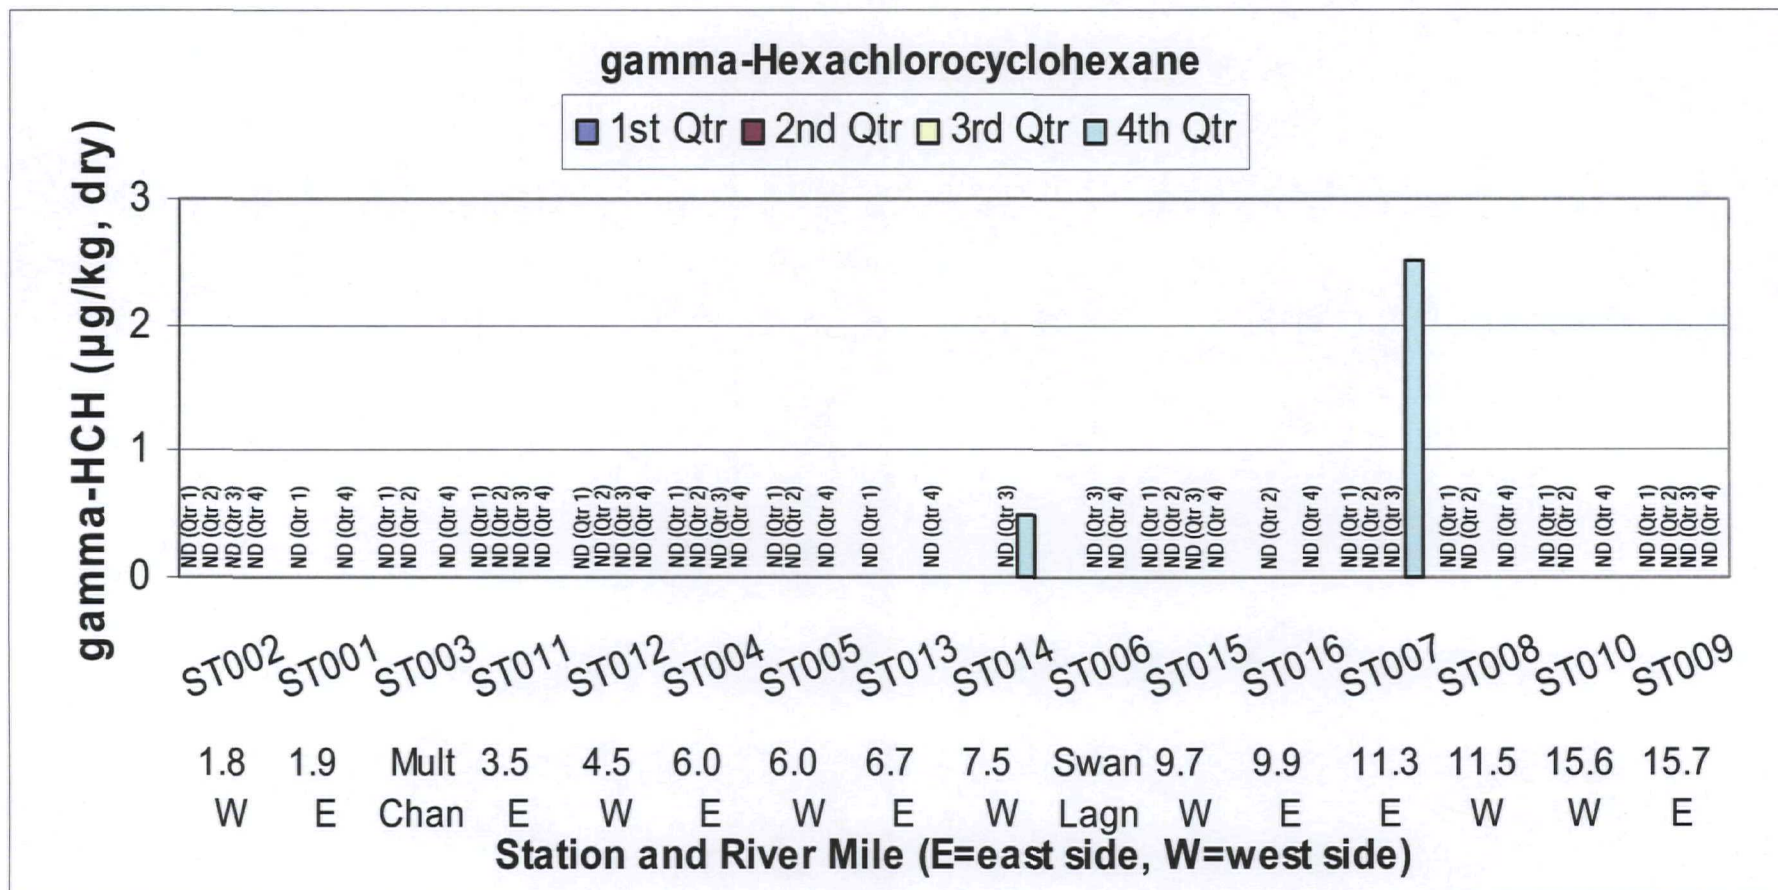 gamma-Hexachlorocyclohexane
1st Qtr 2nd Qtr 3rd Qtr 4th Qtr
gamma-HCH (µg/kg, dry)
3
2
1
0
ND (Qtr 1) ND (Qtr 2) ND (Qtr 3) ND (Qtr 4) ND (Qtr 1) ND (Qtr 4) ND (Qtr 1) ND (Qtr 2) ND (Qtr 4) ND (Qtr 1) ND (Qtr 2) ND (Qtr 3) ND (Qtr 4) ND (Qtr 1) ND (Qtr 2) ND (Qtr 3) ND (Qtr 4) ND (Qtr 1) ND (Qtr 2) ND (Qtr 3) ND (Qtr 4) ND (Qtr 1) ND (Qtr 2) ND (Qtr 4) ND (Qtr 1) ND (Qtr 4) ND (Qtr 3) ND (Qtr 3) ND (Qtr 4) ND (Qtr 1) ND (Qtr 2) ND (Qtr 3) ND (Qtr 4) ND (Qtr 2) ND (Qtr 4) ND (Qtr 1) ND (Qtr 2) ND (Qtr 3) ND (Qtr 1) ND (Qtr 2) ND (Qtr 4) ND (Qtr 1) ND (Qtr 2) ND (Qtr 4) ND (Qtr 1) ND (Qtr 2) ND (Qtr 3) ND (Qtr 4)
ST002 ST001 ST003 ST011 ST012 ST004 ST005 ST013 ST014 ST006 ST015 ST016 ST007 ST008 ST010 ST009
1.8 1.9 Mult 3.5 4.5 6.0 6.0 6.7 7.5 Swan 9.7 9.9 11.3 11.5 15.6 15.7
W E Chan E W E W E W Lagn W E E W W E
Station and River Mile (E=east side, W=west side)